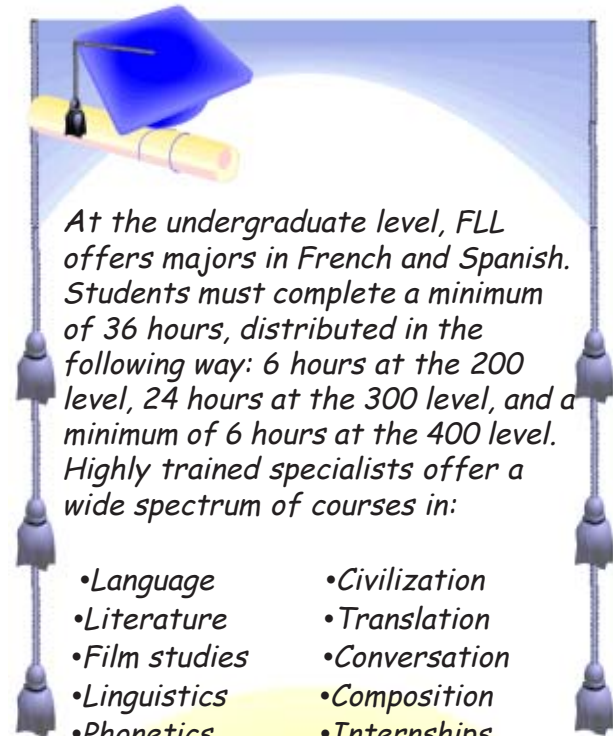 At the undergraduate level, FLL
offers majors in French and Spanish.
Students must complete a minimum
of 36 hours, distributed in the
following way: 6 hours at the 200
level, 24 hours at the 300 level, and a
minimum of 6 hours at the 400 level.
Highly trained specialists offer a
wide spectrum of courses in:
•Language •Civilization
•Literature •Translation
•Film studies •Conversation
•Linguistics •Composition
•Phonetics •Internships